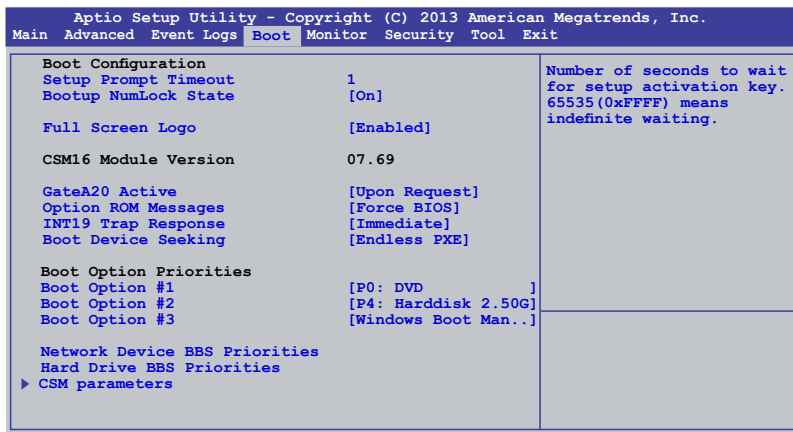 Aptio Setup Utility - Copyright (C) 2013 American Megatrends, Inc.
Main Advanced Event Logs Boot Monitor Security Tool Exit
Boot Configuration
Setup Prompt Timeout 1
Bootup NumLock State [On]
Full Screen Logo [Enabled]
CSM16 Module Version 07.69
GateA20 Active [Upon Request]
Option ROM Messages [Force BIOS]
INT19 Trap Response [Immediate]
Boot Device Seeking [Endless PXE]
Boot Option Priorities
Boot Option #1 [P0: DVD ]
Boot Option #2 [P4: Harddisk 2.50G]
Boot Option #3 [Windows Boot Man..]
Network Device BBS Priorities
Hard Drive BBS Priorities
CSM parameters
Number of seconds to wait
for setup activation key.
65535(0xFFFF) means
indefinite waiting.